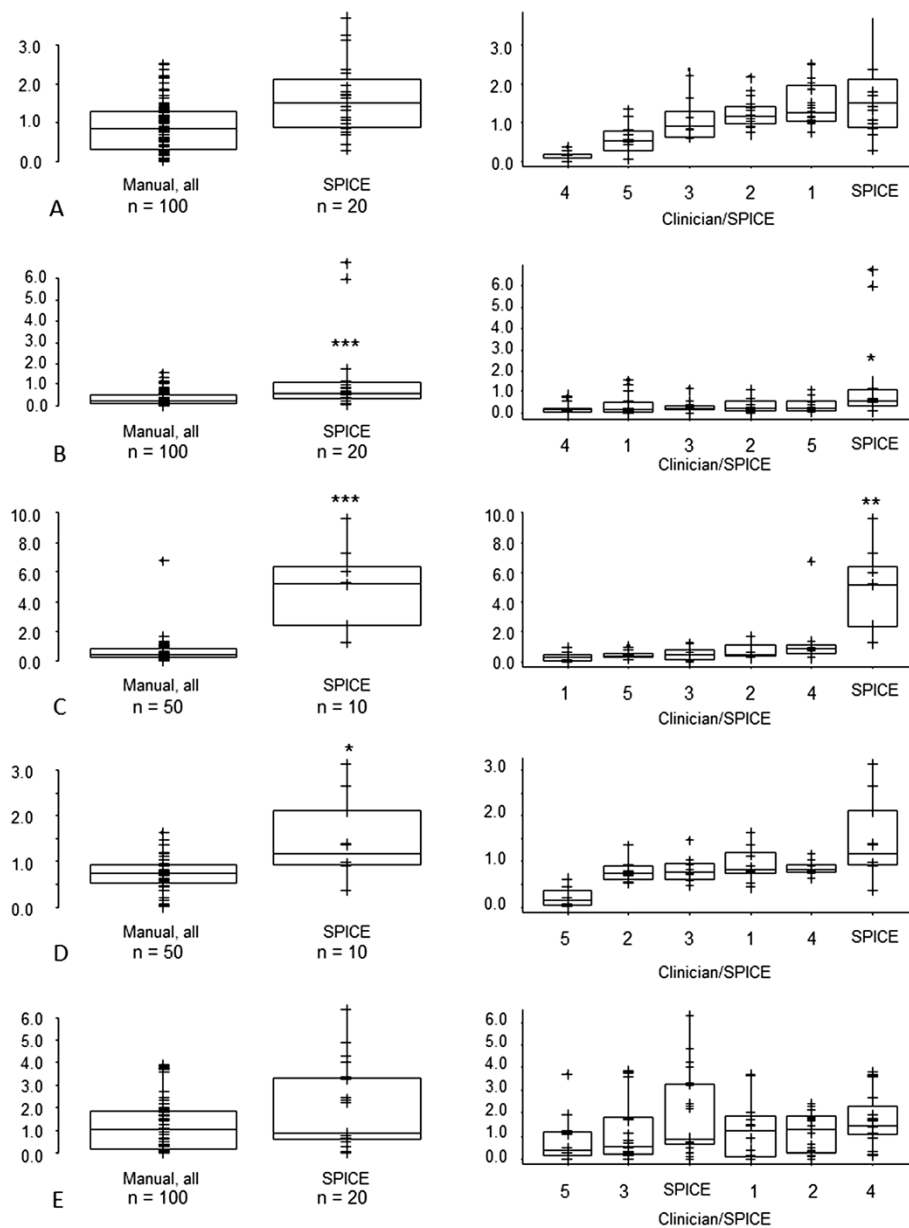 3.0
2.0
1.0
0.0
Manual, all
n = 100
SPICE
n = 20
A
3.0
2.0
1.0
0.0
4 5 3 2 1 SPICE
Clinician/SPICE
6.0
5.0
4.0
3.0
2.0
1.0
0.0
***
Manual, all
n = 100
SPICE
n = 20
B
6.0
5.0
4.0
3.0
2.0
1.0
0.0
*
4 1 3 2 5 SPICE
Clinician/SPICE
10.0
8.0
6.0
4.0
2.0
0.0
***
Manual, all
n = 50
SPICE
n = 10
C
10.0
8.0
6.0
4.0
2.0
0.0
**
1 5 3 2 4 SPICE
Clinician/SPICE
3.0
2.0
1.0
0.0
*
Manual, all
n = 50
SPICE
n = 10
D
3.0
2.0
1.0
0.0
5 2 3 1 4 SPICE
Clinician/SPICE
6.0
5.0
4.0
3.0
2.0
1.0
0.0
Manual, all
n = 100
SPICE
n = 20
E
6.0
5.0
4.0
3.0
2.0
1.0
0.0
5 3 SPICE 1 2 4
Clinician/SPICE